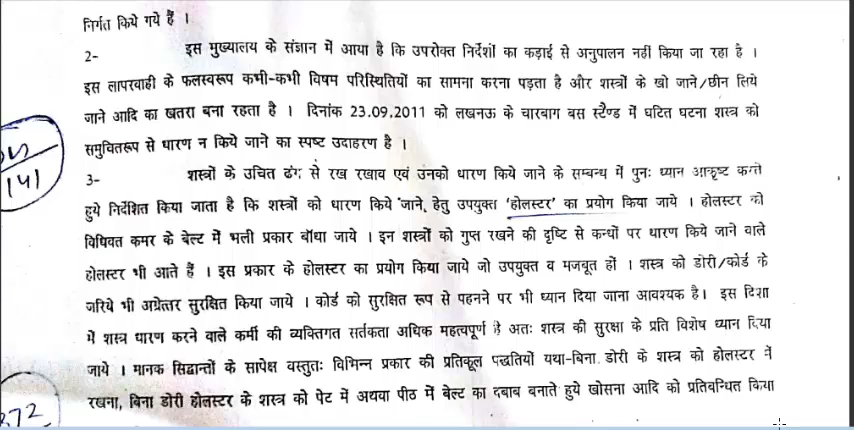 निर्गत किये गये हैं ।
2- इस मुख्यालय के संज्ञान में आया है कि उपरोक्त निर्देशों का कड़ाई से अनुपालन नहीं किया जा रहा है ।
इस लापरवाही के फलस्वरूप कभी-कभी विषम परिस्थितियों का सामना करना पड़ता है और शस्त्रों के खो जाने/छीन लिये
जाने आदि का खतरा बना रहता है । दिनांक 23.09.2011 को लखनऊ के चारबाग बस स्टैण्ड में घटित घटना शस्त्र को
समुचितरूप से धारण न किये जाने का स्पष्ट उदाहरण है ।
141
3- शस्त्रों के उचित ढंग से रख रखाव एवं उनको धारण किये जाने के सम्बन्ध में पुनः ध्यान आकृष्ट करते
हुये निर्देशित किया जाता है कि शस्त्रों को धारण किये जाने, हेतु उपयुक्त 'होलस्टर' का प्रयोग किया जाये । होलस्टर को
विधिवत कमर के बेल्ट में भली प्रकार बाँधा जाये । इन शस्त्रों को गुप्त रखने की दृष्टि से कन्धों पर धारण किये जाने वाले
होलस्टर भी आते हैं । इस प्रकार के होलस्टर का प्रयोग किया जाये जो उपयुक्त व मजबूत हों । शस्त्र को डोरी/कोर्ड के
जरिये भी अग्रेत्तर सुरक्षित किया जाये । कोर्ड को सुरक्षित रूप से पहनने पर भी ध्यान दिया जाना आवश्यक है। इस दिशा
में शस्त्र धारण करने वाले कर्मी की व्यक्तिगत सर्तकता अधिक महत्वपूर्ण है अतः शस्त्र की सुरक्षा के प्रति विशेष ध्यान दिया
जाये । मानक सिद्वान्तों के सापेक्ष वस्तुतः विभिन्न प्रकार की प्रतिकूल पद्धतियों यथा-बिना डोरी के शस्त्र को होलस्टर में
रखना, बिना डोरी होलस्टर के शस्त्र को पेट में अथवा पीठ में बेल्ट का दबाब बनाते हुये खोसना आदि को प्रतिबन्धित किया
372